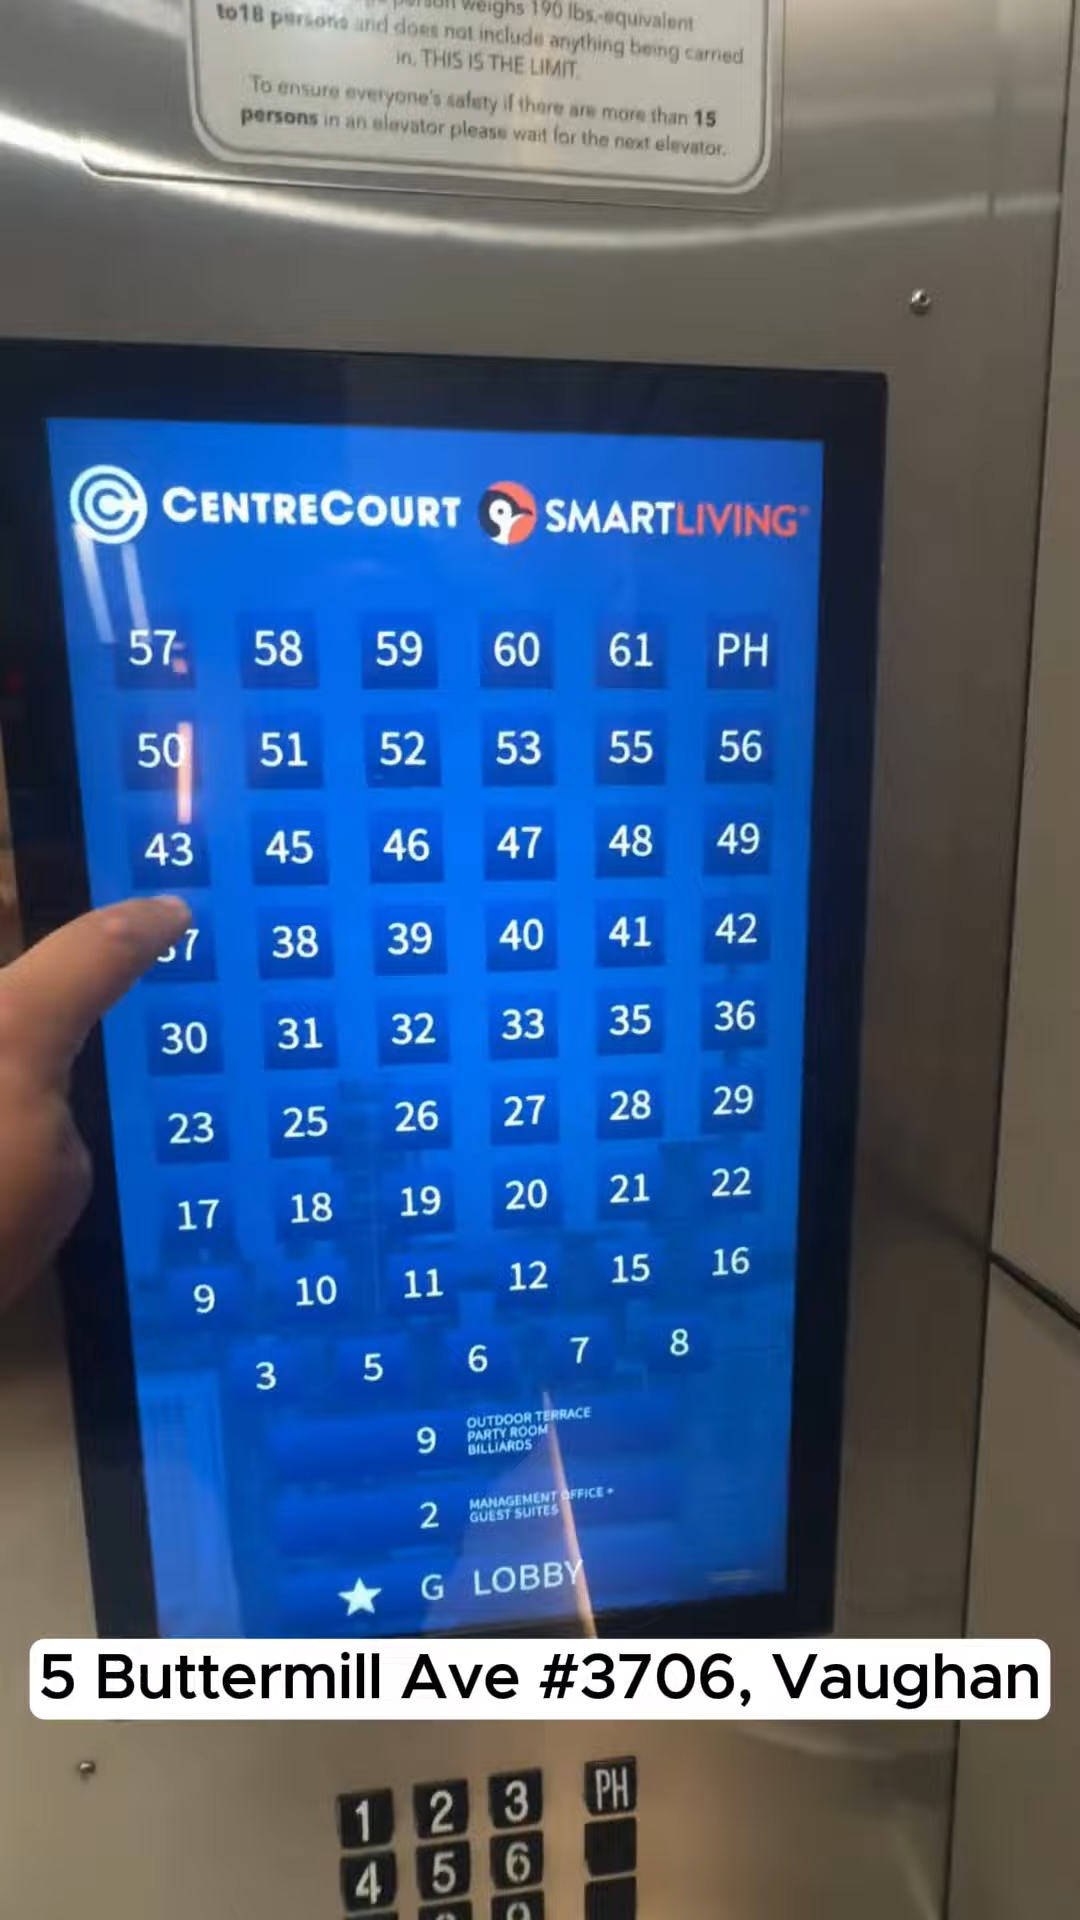 person weighs 190 lbs.-equivalent
to18 persons and does not include anything being carried
in. THIS IS THE LIMIT.
To ensure everyone's safety if there are more than 15
persons in an elevator please wait for the next elevator.
CENTRECOURT SMARTLIVING
57 58 59 60 61 PH
50 51 52 53 55 56
43 45 46 47 48 49
37 38 39 40 41 42
30 31 32 33 35 36
23 25 26 27 28 29
17 18 19 20 21 22
9 10 11 12 15 16
3 5 6 7 8
9 OUTDOOR TERRACE
PARTY ROOM
BILLIARDS
2 MANAGEMENT OFFICE +
GUEST SUITES
★ G LOBBY
5 Buttermill Ave #3706, Vaughan
1 2 3 PH
4 5 6